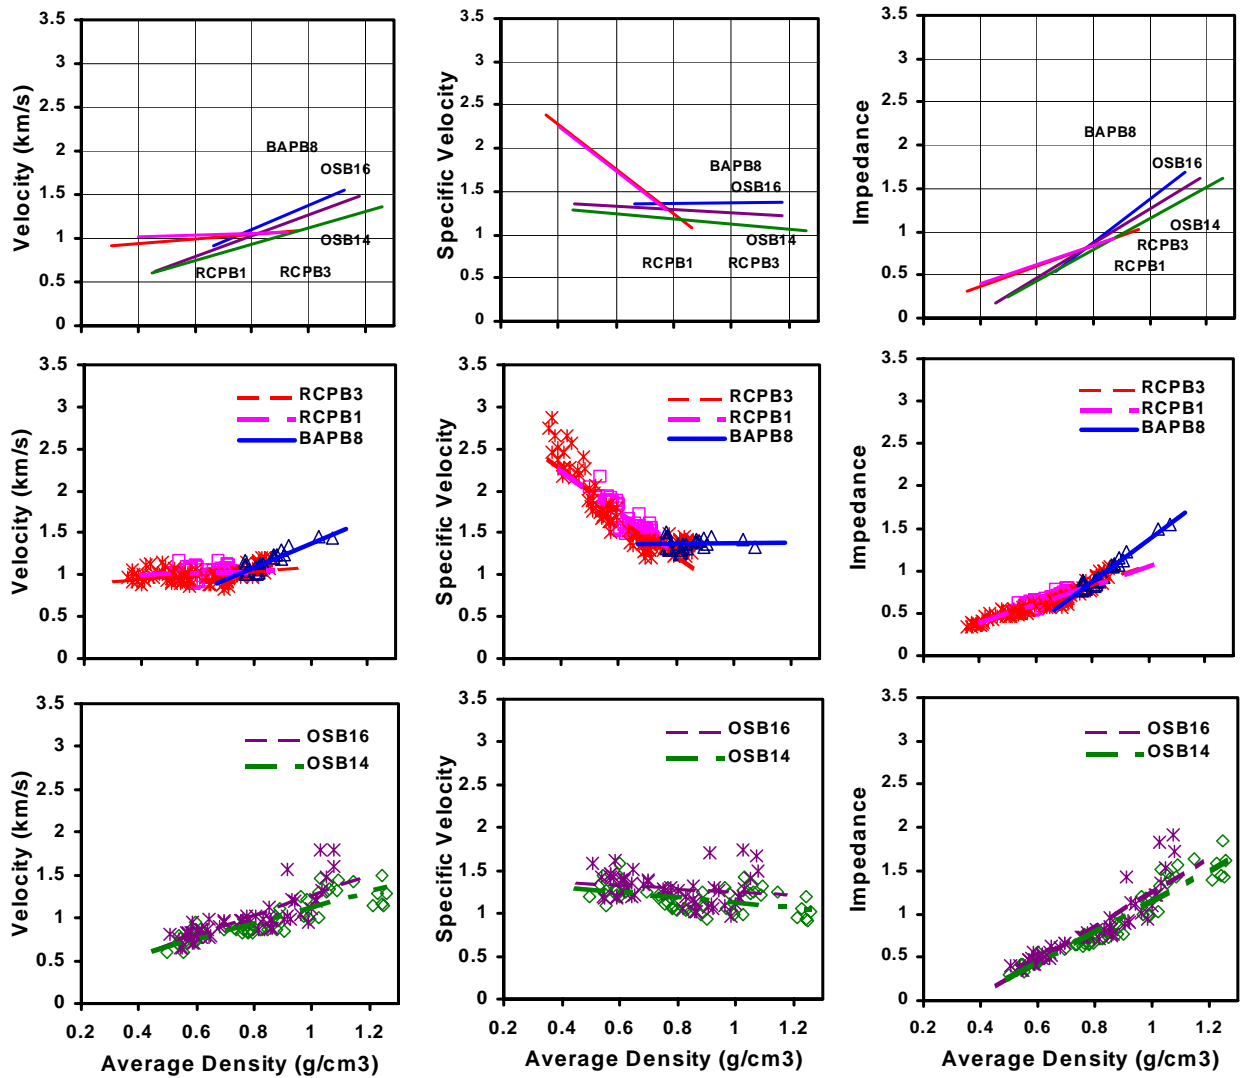 Velocity (km/s)
3.5
3
2.5
2
1.5
1
0.5
0
BAPB8
OSB16
OSB14
RCPB1
RCPB3
Specific Velocity
3.5
3
2.5
2
1.5
1
0.5
0
BAPB8
OSB16
OSB14
RCPB1
RCPB3
Impedance
3.5
3
2.5
2
1.5
1
0.5
0
BAPB8
OSB16
OSB14
RCPB3
RCPB1
Velocity (km/s)
3.5
3
2.5
2
1.5
1
0.5
0
RCPB3
RCPB1
BAPB8
Specific Velocity
3.5
3
2.5
2
1.5
1
0.5
0
RCPB3
RCPB1
BAPB8
Impedance
3.5
3
2.5
2
1.5
1
0.5
0
RCPB3
RCPB1
BAPB8
Velocity (km/s)
3.5
3
2.5
2
1.5
1
0.5
0
OSB16
OSB14
0.2 0.4 0.6 0.8 1 1.2
Average Density (g/cm3)
Specific Velocity
3.5
3
2.5
2
1.5
1
0.5
0
OSB16
OSB14
0.2 0.4 0.6 0.8 1 1.2
Average Density (g/cm3)
Impedance
3.5
3
2.5
2
1.5
1
0.5
0
OSB16
OSB14
0.2 0.4 0.6 0.8 1 1.2
Average Density (g/cm3)